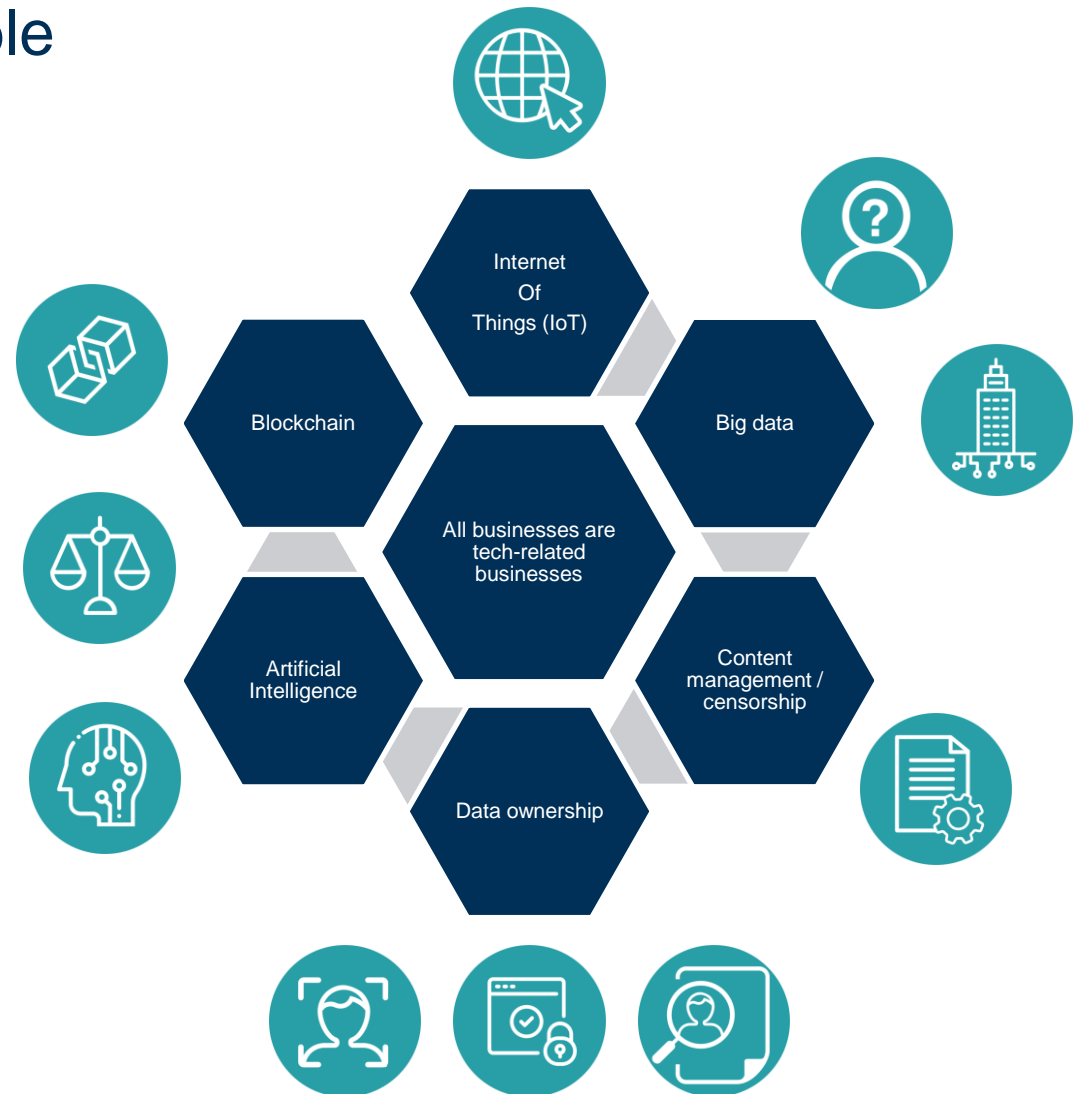 Internet
Of
Things (IoT)
Blockchain
Big data
All businesses are
tech-related
businesses
Artificial
Intelligence
Content
management /
censorship
Data ownership
?